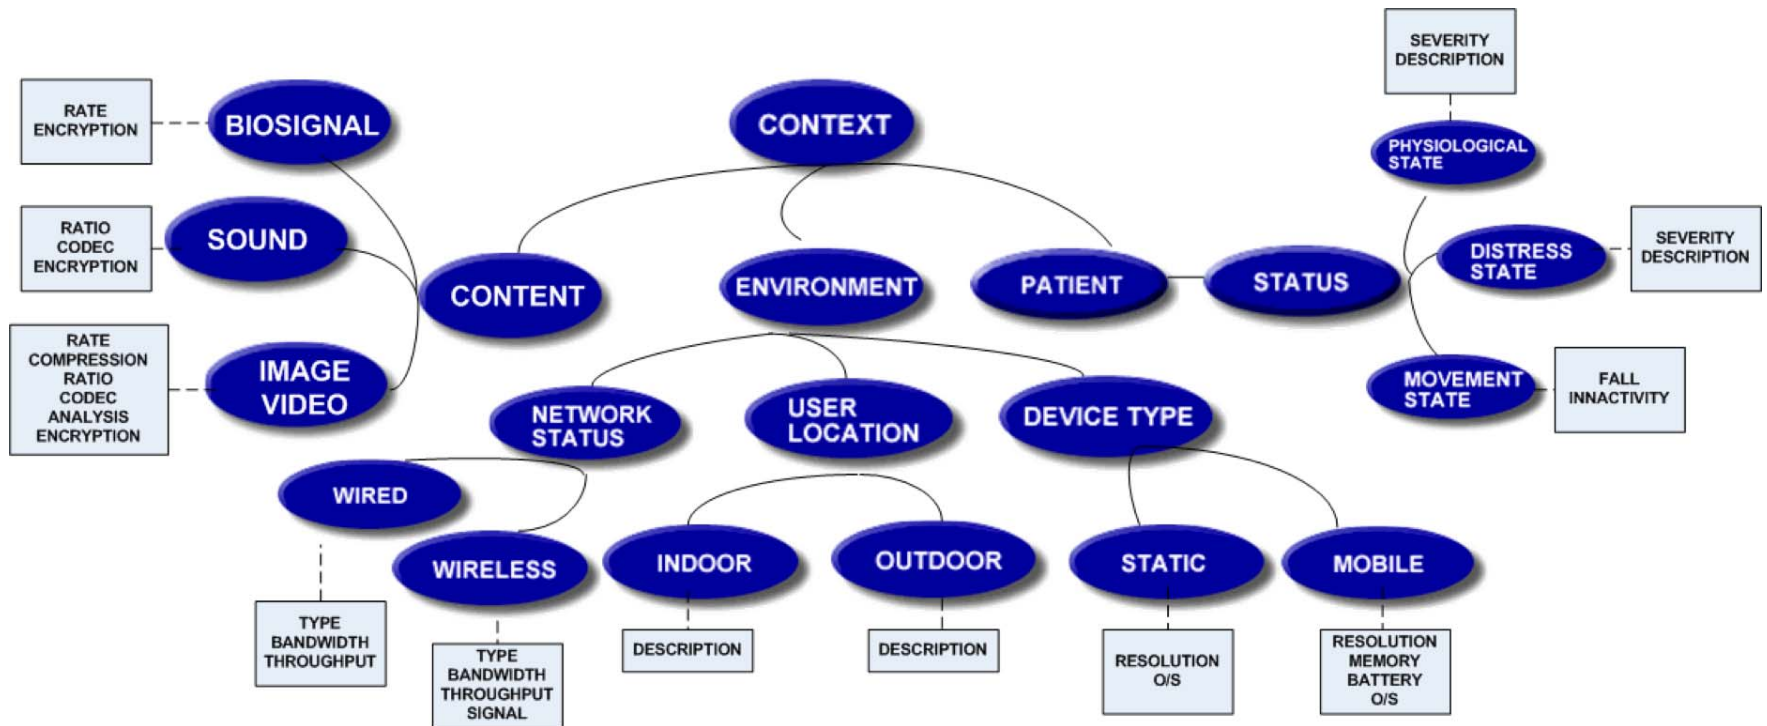 SEVERITY
DESCRIPTION
RATE
ENCRYPTION
BIOSIGNAL
CONTEXT
PHYSIOLOGICAL
STATE
RATIO
CODEC
ENCRYPTION
SOUND
CONTENT
ENVIRONMENT
PATIENT
STATUS
DISTRESS
STATE
SEVERITY
DESCRIPTION
RATE
COMPRESSION
RATIO
CODEC
ANALYSIS
ENCRYPTION
IMAGE
VIDEO
NETWORK
STATUS
USER
LOCATION
DEVICE TYPE
MOVEMENT
STATE
FALL
INNACTIVITY
WIRED
WIRELESS
INDOOR
OUTDOOR
STATIC
MOBILE
TYPE
BANDWIDTH
THROUGHPUT
TYPE
BANDWIDTH
THROUGHPUT
SIGNAL
DESCRIPTION
DESCRIPTION
RESOLUTION
O/S
RESOLUTION
MEMORY
BATTERY
O/S